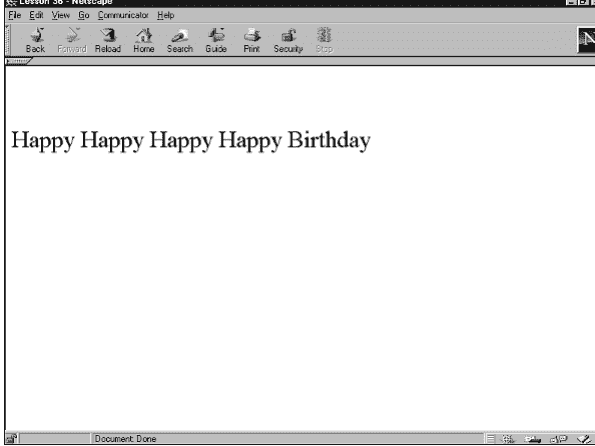 Lesson 36 - Netscape
File Edit View Go Communicator Help
Back Forward Reload Home Search Guide Print Security Stop
N
Happy Happy Happy Happy Birthday
Document: Done